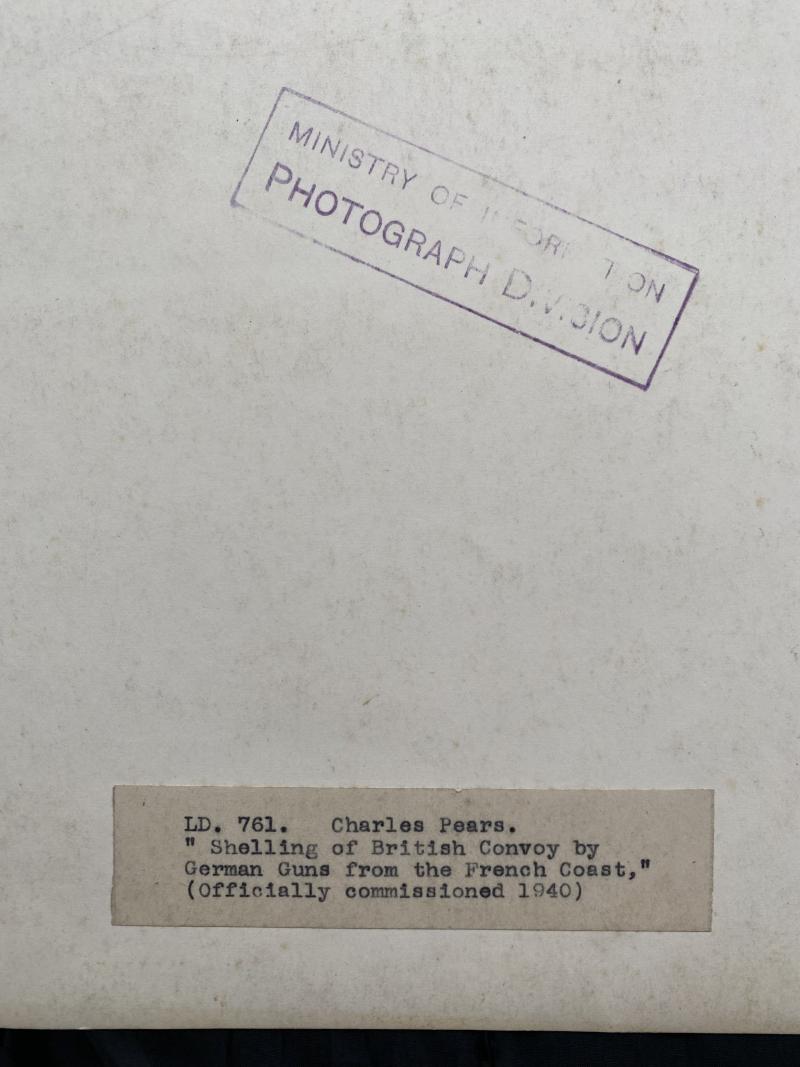 MINISTRY OF INFORMATION
PHOTOGRAPH DIVISION
LD. 761. Charles Pears.
" Shelling of British Convoy by
German Guns from the French Coast,"
(Officially commissioned 1940)